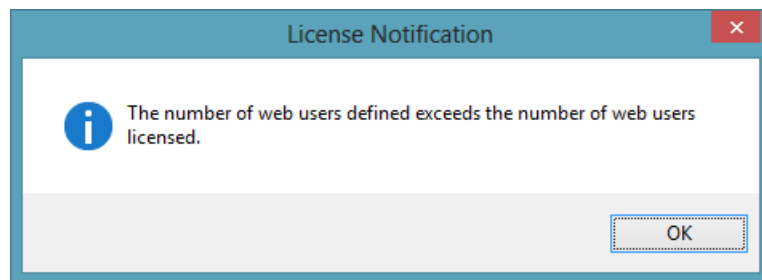 License Notification
The number of web users defined exceeds the number of web users
licensed.
OK